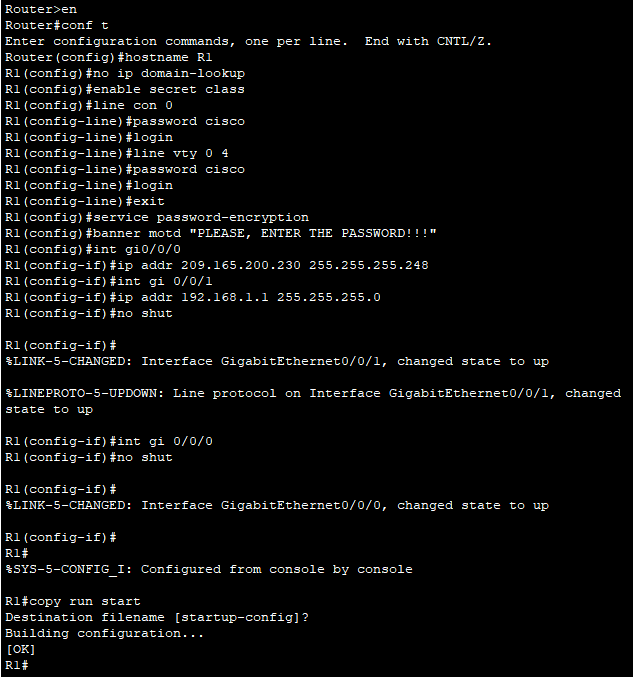 Router>en
Router#conf t
Enter configuration commands, one per line.  End with CNTL/Z.
Router(config)#hostname R1
R1(config)#no ip domain-lookup
R1(config)#enable secret class
R1(config)#line con 0
R1(config-line)#password cisco
R1(config-line)#login
R1(config-line)#line vty 0 4
R1(config-line)#password cisco
R1(config-line)#login
R1(config-line)#exit
R1(config)#service password-encryption
R1(config)#banner motd "PLEASE, ENTER THE PASSWORD!!!"
R1(config)#int gi0/0/0
R1(config-if)#ip addr 209.165.200.230 255.255.255.248
R1(config-if)#int gi 0/0/1
R1(config-if)#ip addr 192.168.1.1 255.255.255.0
R1(config-if)#no shut
R1(config-if)#
%LINK-5-CHANGED: Interface GigabitEthernet0/0/1, changed state to up
%LINEPROTO-5-UPDOWN: Line protocol on Interface GigabitEthernet0/0/1, changed
state to up
R1(config-if)#int gi 0/0/0
R1(config-if)#no shut
R1(config-if)#
%LINK-5-CHANGED: Interface GigabitEthernet0/0/0, changed state to up
R1(config-if)#
R1#
%SYS-5-CONFIG_I: Configured from console by console
R1#copy run start
Destination filename [startup-config]?
Building configuration...
[OK]
R1#